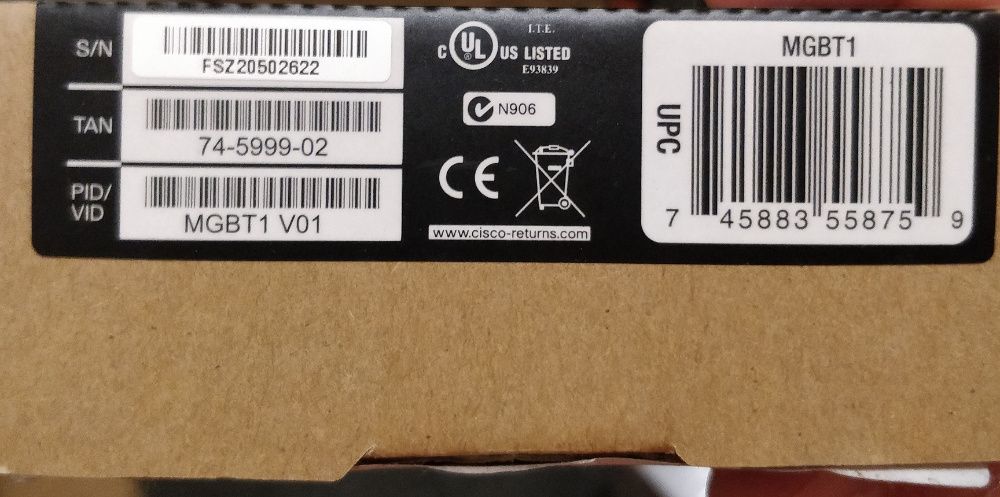 S/N
FSZ20502622
TAN
74-5999-02
PID/
VID
MGBT1 V01
I.T.E.
C UL ® US LISTED
E93839
N906
CE
www.cisco-returns.com
MGBT1
UPC
7 45883 55875 9